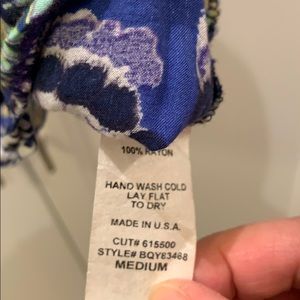 100% RAYON
HAND WASH COLD
LAY FLAT
TO DRY
MADE IN U.S.A.
CUT# 615500
STYLE# BQY83468
MEDIUM